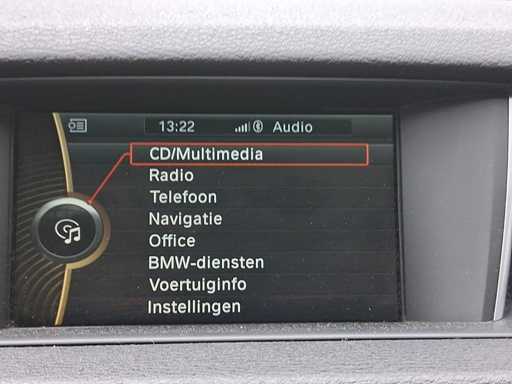 13:22 Audio
CD/Multimedia
Radio
Telefoon
Navigatie
Office
BMW-diensten
Voertuiginfo
Instellingen